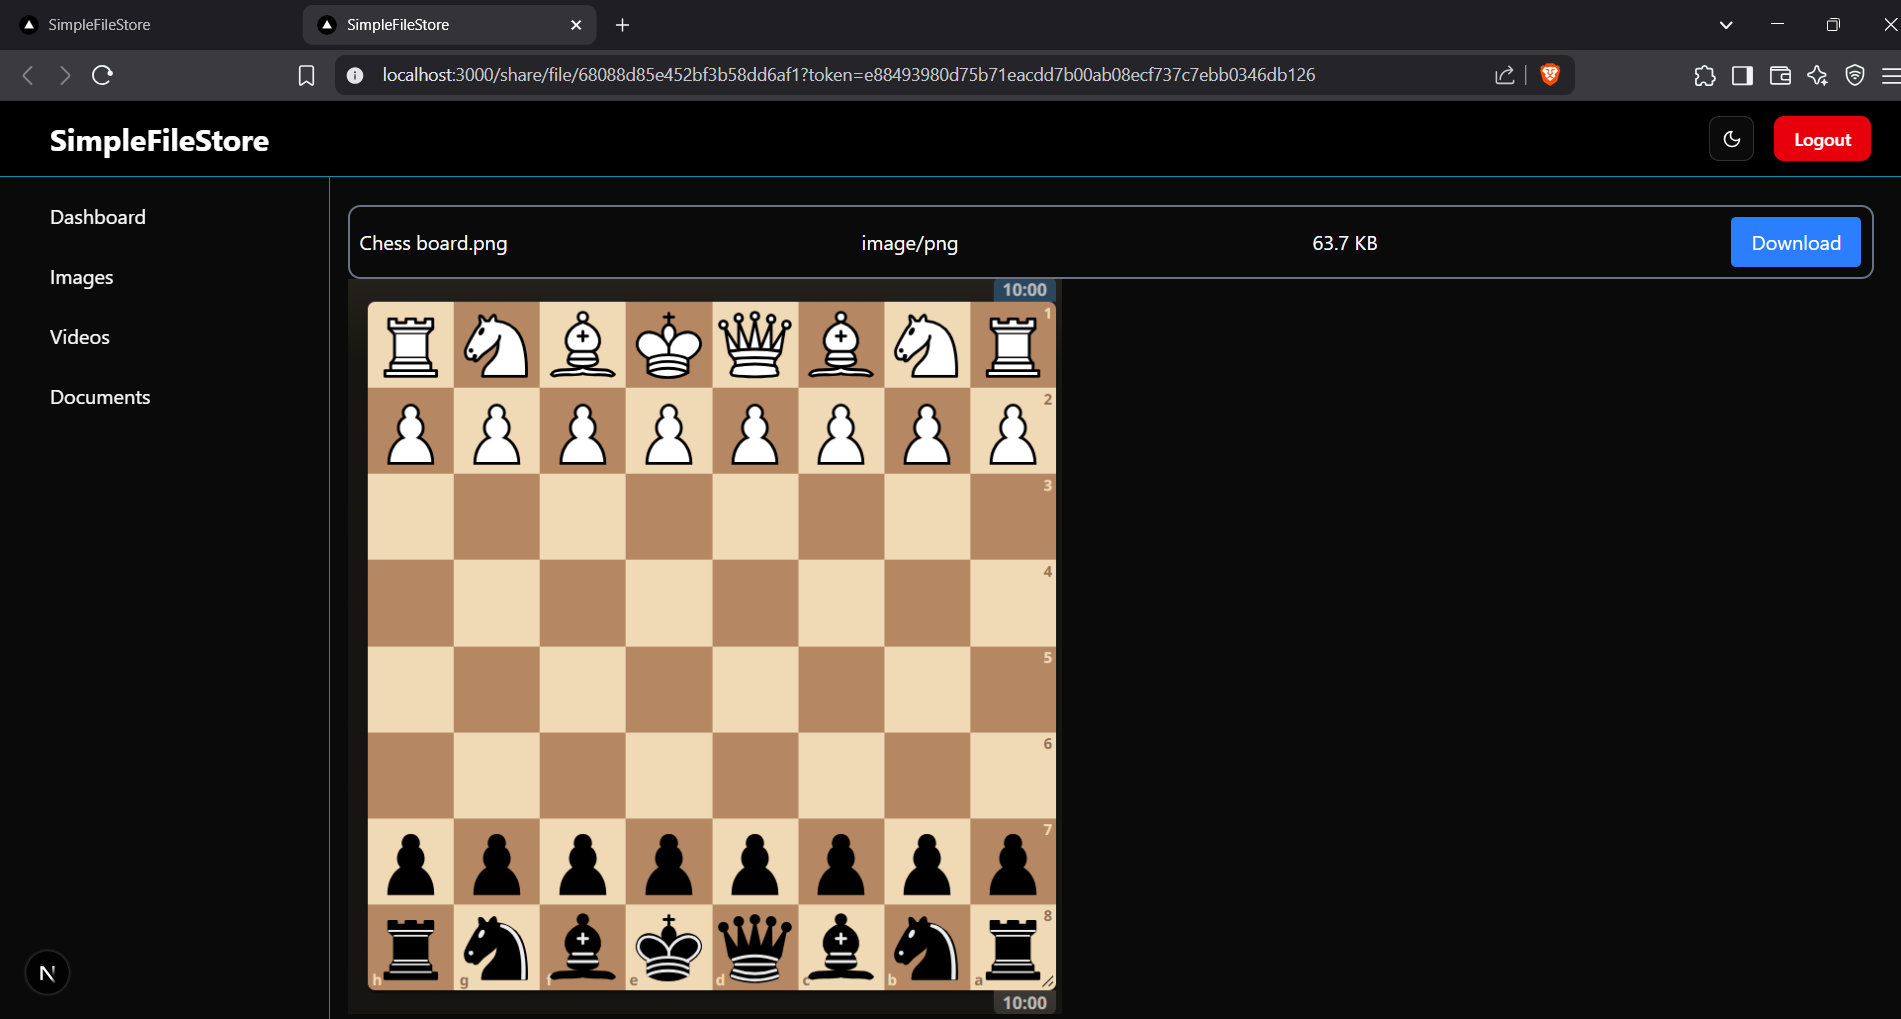 SimpleFileStore
SimpleFileStore
localhost:3000/share/file/68088d85e452bf3b58dd6af1?token=e88493980d75b71eacdd7b00ab08ecf737c7ebb0346db126
SimpleFileStore
Logout
Dashboard
Images
Videos
Documents
Chess board.png image/png 63.7 KB Download
10:00
1
2
3
4
5
6
7
8
h g f e d c b a
10:00
N